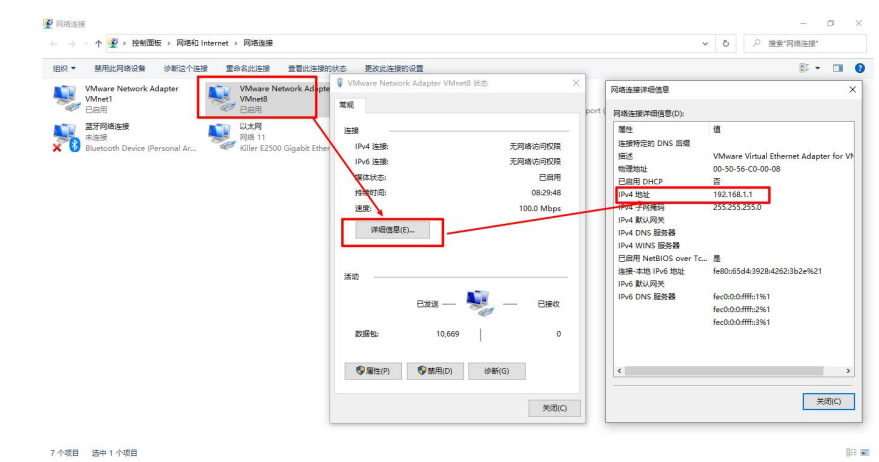 网络连接
控制面板 › 网络和 Internet › 网络连接
搜索"网络连接"
组织 禁用此网络设备 诊断这个连接 重命名此连接 查看此连接的状态 更改此连接的设置
VMware Network Adapter
VMnet1
已启用
VMware Network Adapte
VMnet8
已启用
蓝牙网络连接
未连接
Bluetooth Device (Personal Ar...
以太网
网络 11
Killer E2500 Gigabit Ether
port (
VMware Network Adapter VMnet8 状态
常规
连接
IPv4 连接: 无网络访问权限
IPv6 连接: 无网络访问权限
媒体状态: 已启用
持续时间: 08:29:48
速度: 100.0 Mbps
详细信息(E)...
活动
已发送 — — 已接收
数据包: 10,669 0
属性(P) 禁用(D) 诊断(G)
关闭(C)
网络连接详细信息
网络连接详细信息(D):
属性 值
连接特定的 DNS 后缀
描述 VMware Virtual Ethernet Adapter for VM
物理地址 00-50-56-C0-00-08
已启用 DHCP 否
IPv4 地址 192.168.1.1
IPv4 子网掩码 255.255.255.0
IPv4 默认网关
IPv4 DNS 服务器
IPv4 WINS 服务器
已启用 NetBIOS over Tc... 是
连接-本地 IPv6 地址 fe80::65d4:3928:4262:3b2e%21
IPv6 默认网关
IPv6 DNS 服务器 fec0:0:0:ffff::1%1
fec0:0:0:ffff::2%1
fec0:0:0:ffff::3%1
关闭(C)
7 个项目 选中 1 个项目